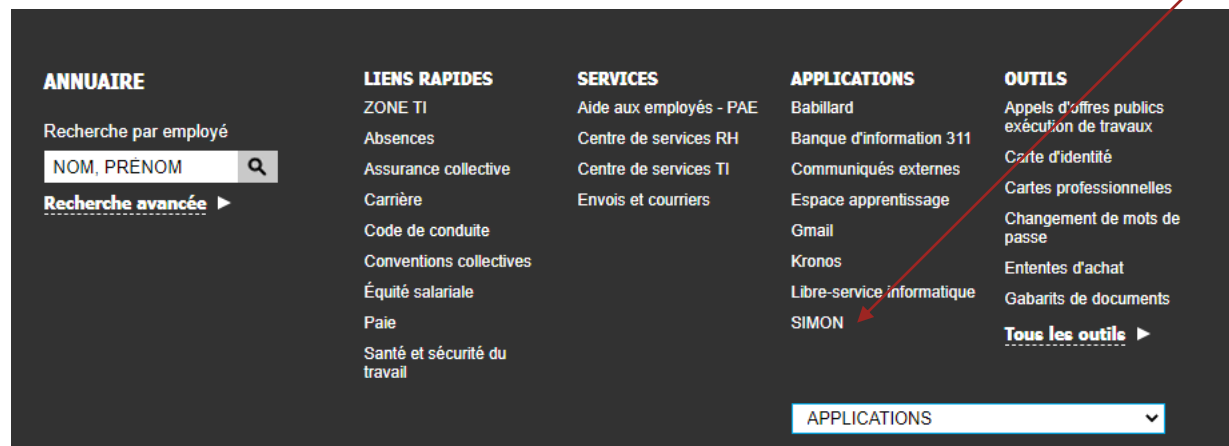 ANNUAIRE
Recherche par employé
NOM, PRÉNOM
Recherche avancée
LIENS RAPIDES
ZONE TI
Absences
Assurance collective
Carrière
Code de conduite
Conventions collectives
Équité salariale
Paie
Santé et sécurité du
travail
SERVICES
Aide aux employés - PAE
Centre de services RH
Centre de services TI
Envois et courriers
APPLICATIONS
Babillard
Banque d'information 311
Communiqués externes
Espace apprentissage
Gmail
Kronos
Libre-service informatique
SIMON
APPLICATIONS
OUTILS
Appels d'offres publics
exécution de travaux
Carte d'identité
Cartes professionnelles
Changement de mots de
passe
Ententes d'achat
Gabarits de documents
Tous les outils